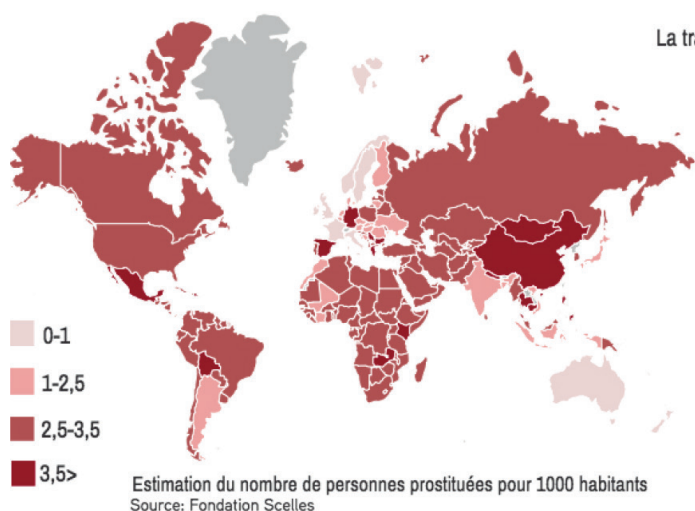 La tra
0-1
1-2,5
2,5-3,5
3,5>
Estimation du nombre de personnes prostituées pour 1000 habitants
Source: Fondation Scelles